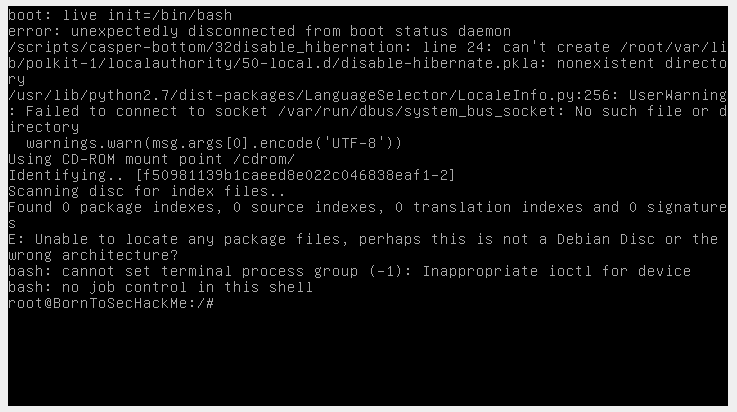 boot: live init=/bin/bash
error: unexpectedly disconnected from boot status daemon
/scripts/casper-bottom/32disable_hibernation: line 24: can't create /root/var/li
b/polkit-1/localauthority/50-local.d/disable-hibernate.pkla: nonexistent directo
ry
/usr/lib/python2.7/dist-packages/LanguageSelector/LocaleInfo.py:256: UserWarning
: Failed to connect to socket /var/run/dbus/system_bus_socket: No such file or d
irectory
  warnings.warn(msg.args[0].encode('UTF-8'))
Using CD-ROM mount point /cdrom/
Identifying.. [f50981139b1caeed8e022c046838eaf1-2]
Scanning disc for index files..
Found 0 package indexes, 0 source indexes, 0 translation indexes and 0 signature
s
E: Unable to locate any package files, perhaps this is not a Debian Disc or the
wrong architecture?
bash: cannot set terminal process group (-1): Inappropriate ioctl for device
bash: no job control in this shell
root@BornToSecHackMe:/#